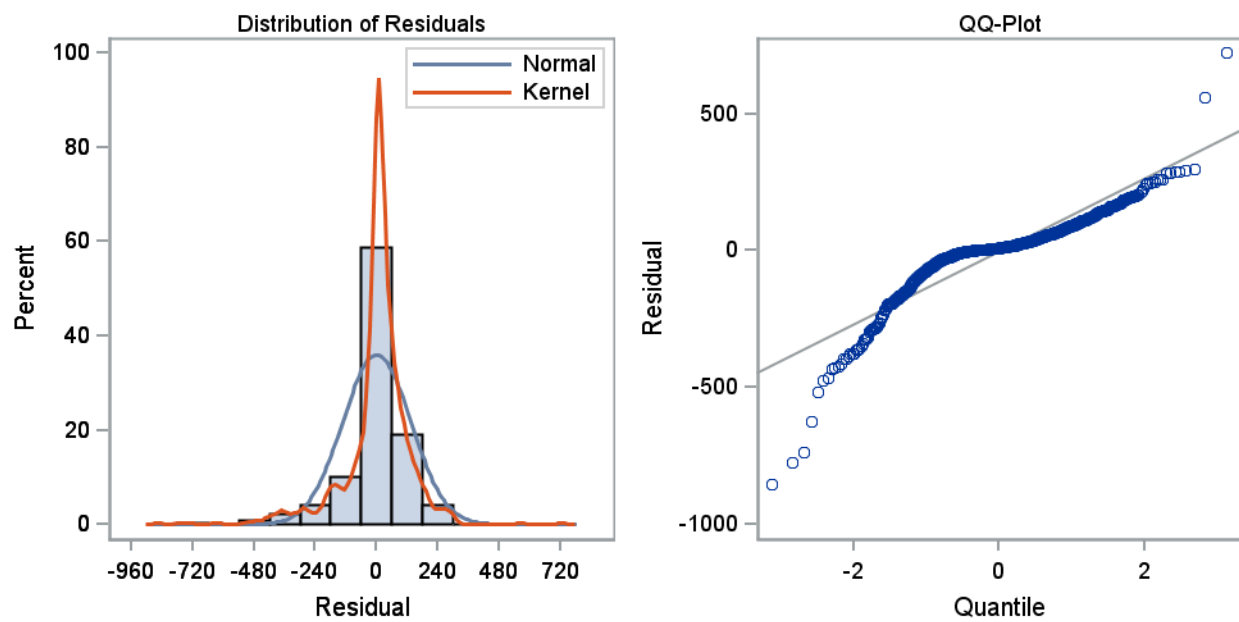 Distribution of Residuals
100
80
60
40
20
0
Percent
Normal
Kernel
-960 -720 -480 -240 0 240 480 720
Residual
QQ-Plot
500
0
-500
-1000
Residual
-2 0 2
Quantile